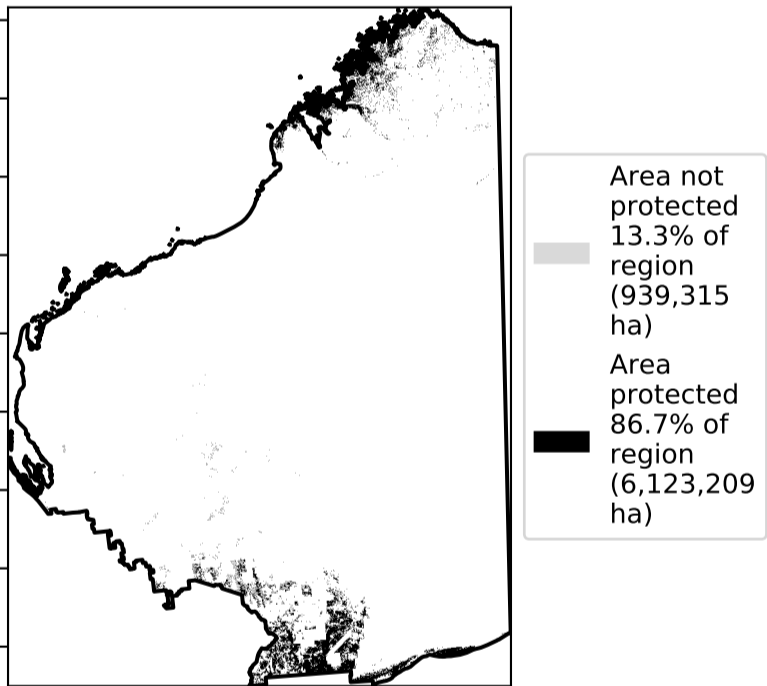 Area not
protected
13.3% of
region
(939,315
ha)
Area
protected
86.7% of
region
(6,123,209
ha)